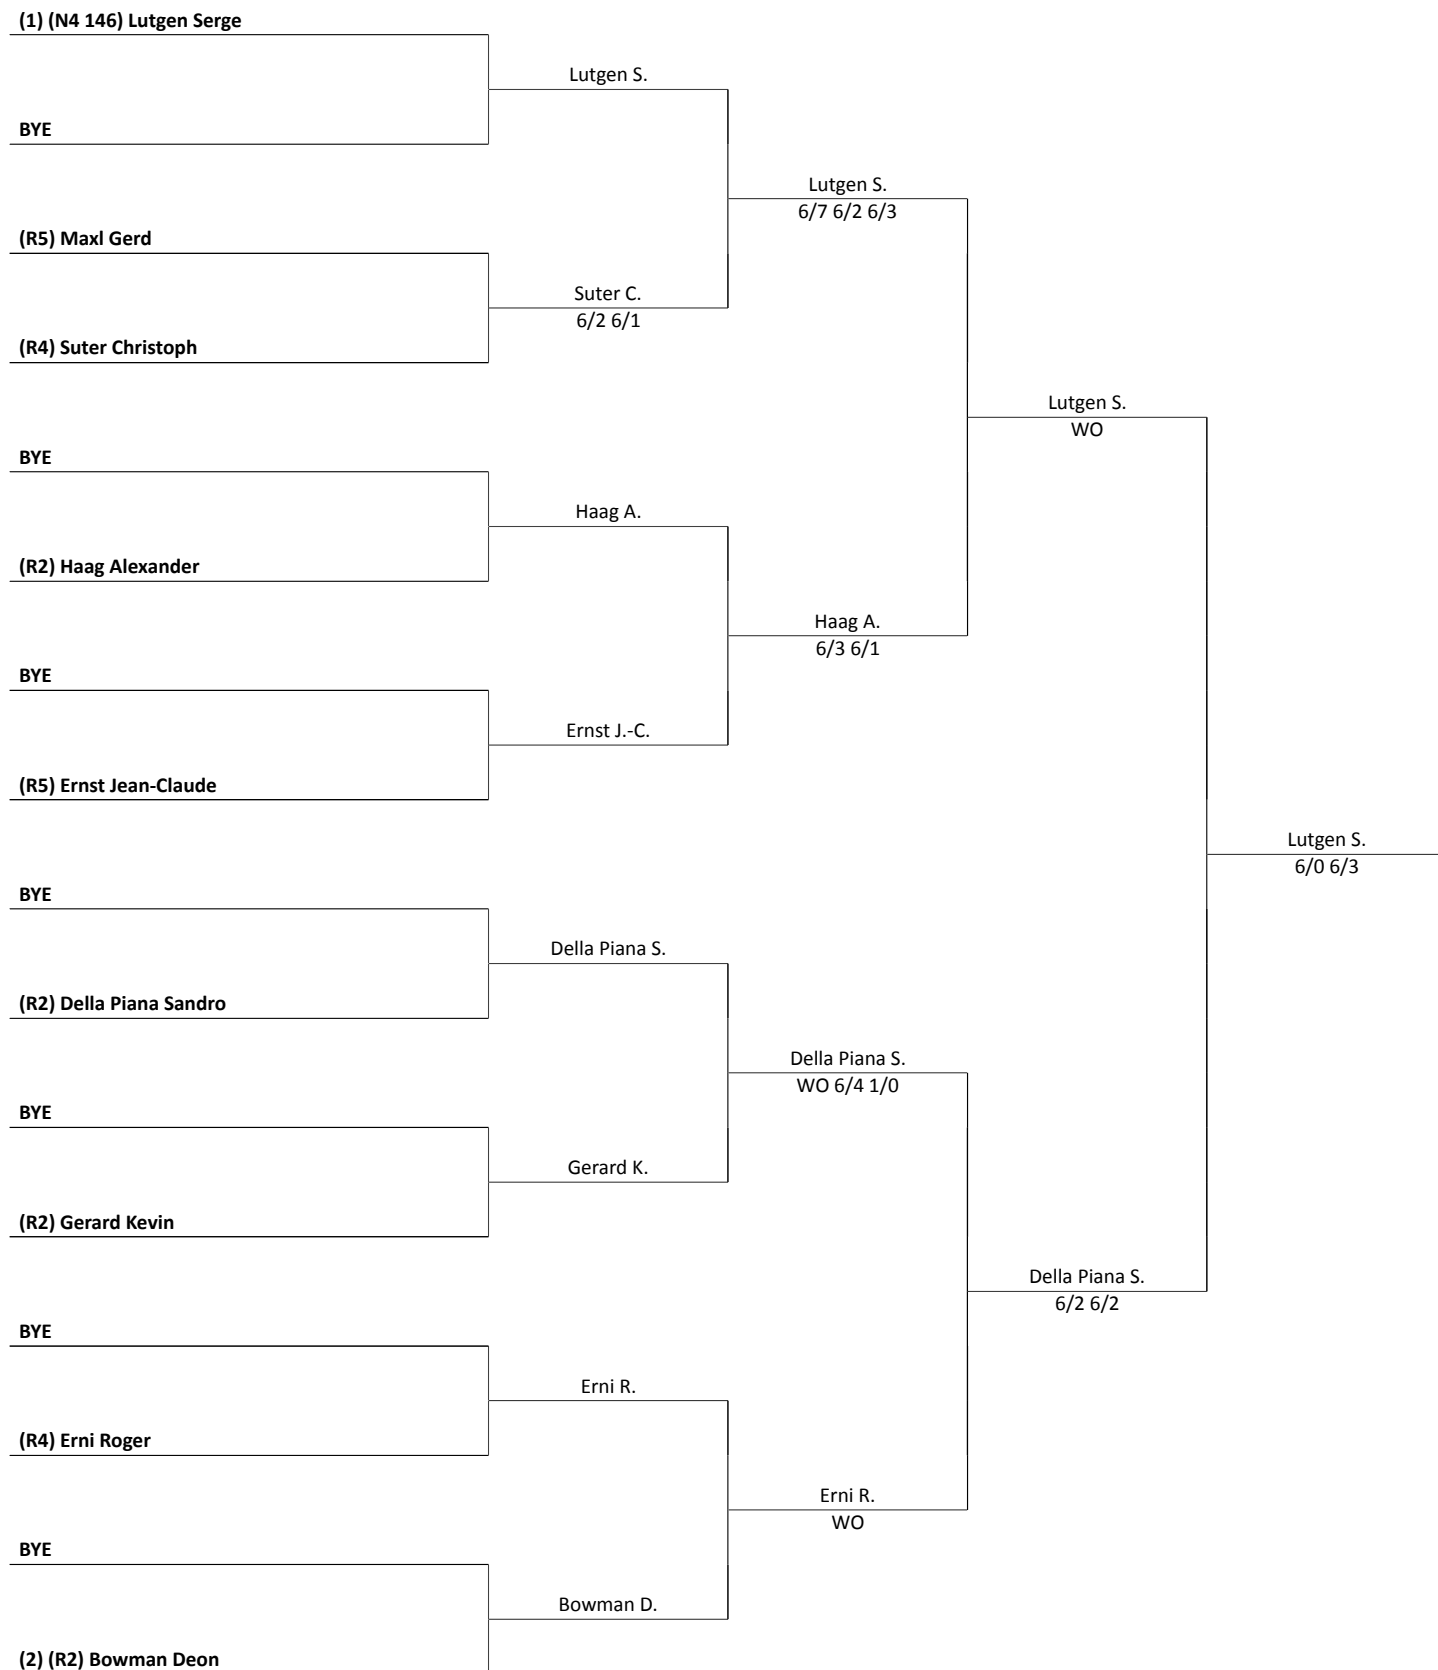 (1) (N4 146) Lutgen Serge
Lutgen S.
BYE
Lutgen S.
6/7 6/2 6/3
(R5) Maxl Gerd
Suter C.
6/2 6/1
(R4) Suter Christoph
Lutgen S.
WO
BYE
Haag A.
(R2) Haag Alexander
Haag A.
6/3 6/1
BYE
Ernst J.-C.
(R5) Ernst Jean-Claude
Lutgen S.
6/0 6/3
BYE
Della Piana S.
(R2) Della Piana Sandro
Della Piana S.
WO 6/4 1/0
BYE
Gerard K.
(R2) Gerard Kevin
Della Piana S.
6/2 6/2
BYE
Erni R.
(R4) Erni Roger
Erni R.
WO
BYE
Bowman D.
(2) (R2) Bowman Deon